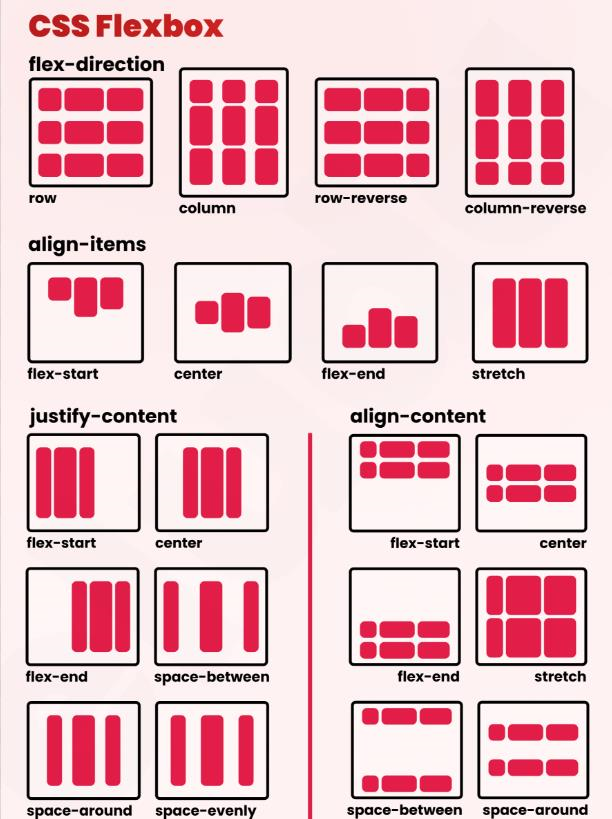 CSS Flexbox
flex-direction
row
column
row-reverse
column-reverse
align-items
flex-start
center
flex-end
stretch
justify-content
flex-start
center
flex-end
space-between
space-around
space-evenly
align-content
flex-start
center
flex-end
stretch
space-between
space-around